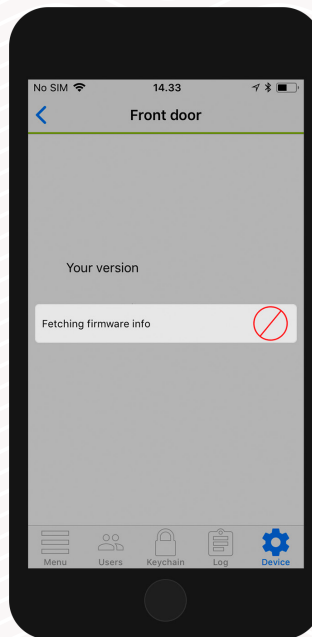 No SIM 14.33
Front door
Your version
Fetching firmware info
Menu Users Keychain Log Device